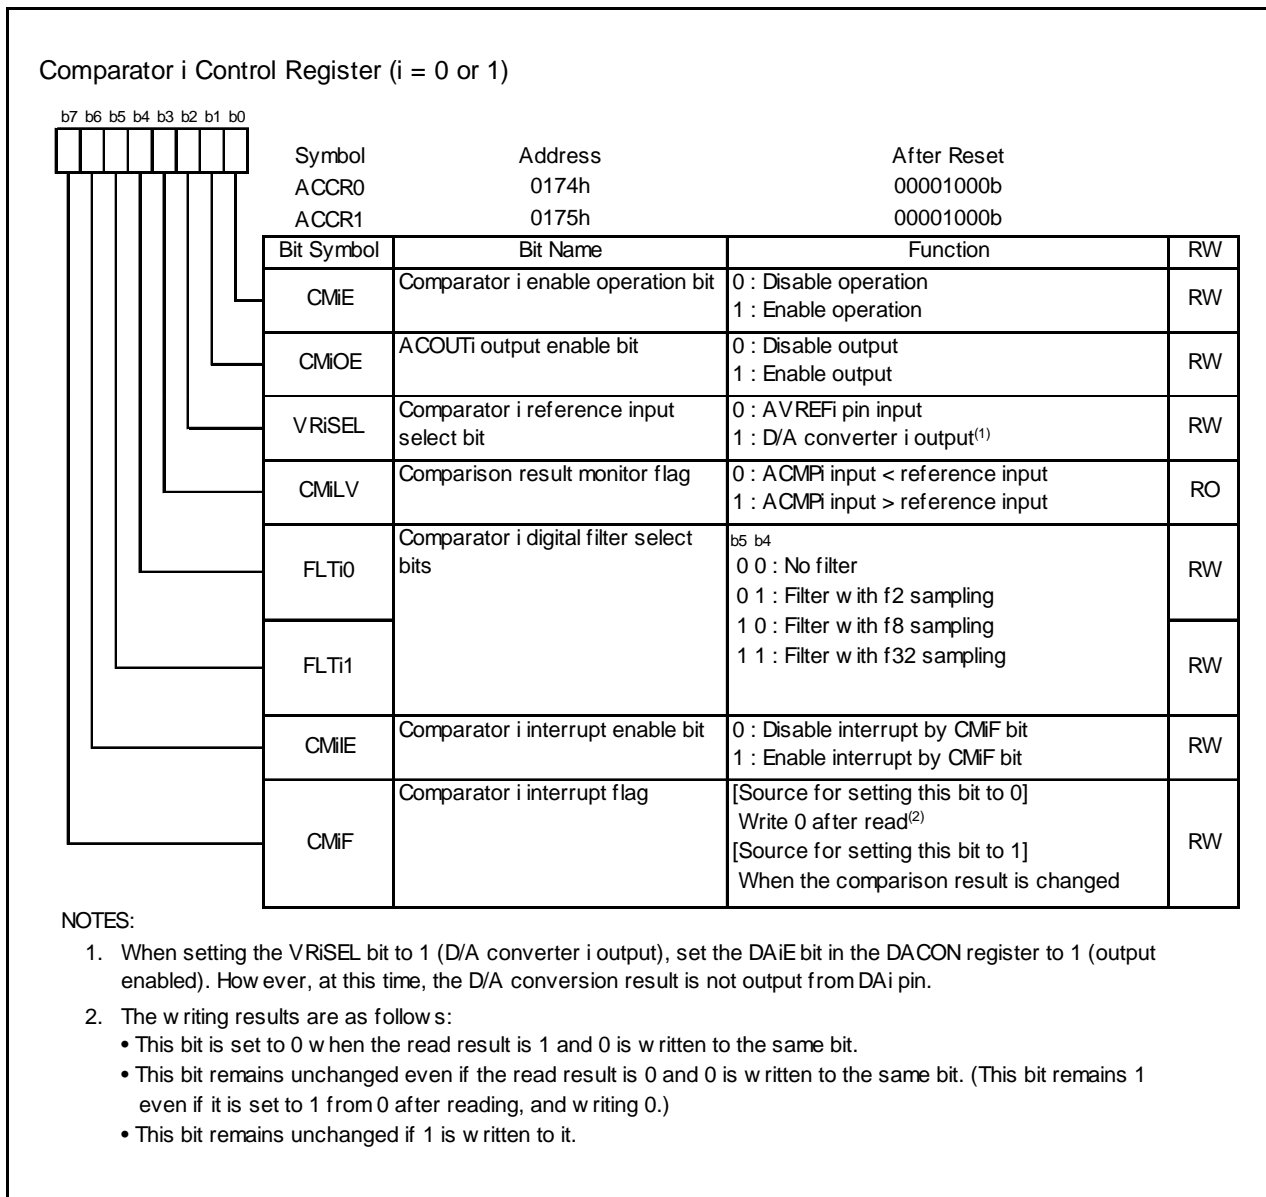 Comparator i Control Register (i = 0 or 1)
b7 b6 b5 b4 b3 b2 b1 b0
Symbol Address After Reset
ACCR0 0174h 00001000b
ACCR1 0175h 00001000b
Bit Symbol Bit Name Function RW
CMiE Comparator i enable operation bit 0 : Disable operation RW
1 : Enable operation
CMiOE ACOUTi output enable bit 0 : Disable output RW
1 : Enable output
VRiSEL Comparator i reference input 0 : AVREFi pin input RW
select bit 1 : D/A converter i output(1)
CMiLV Comparison result monitor flag 0 : ACMPi input < reference input RO
1 : ACMPi input > reference input
Comparator i digital filter select b5 b4
FLTi0 bits 0 0 : No filter RW
0 1 : Filter with f2 sampling
1 0 : Filter with f8 sampling
FLTi1 1 1 : Filter with f32 sampling RW
CMiIE Comparator i interrupt enable bit 0 : Disable interrupt by CMiF bit RW
1 : Enable interrupt by CMiF bit
Comparator i interrupt flag [Source for setting this bit to 0]
Write 0 after read(2)
CMiF [Source for setting this bit to 1] RW
When the comparison result is changed
NOTES:
1. When setting the VRiSEL bit to 1 (D/A converter i output), set the DAiE bit in the DACON register to 1 (output
enabled). However, at this time, the D/A conversion result is not output from DAi pin.
2. The writing results are as follows:
• This bit is set to 0 when the read result is 1 and 0 is written to the same bit.
• This bit remains unchanged even if the read result is 0 and 0 is written to the same bit. (This bit remains 1
even if it is set to 1 from 0 after reading, and writing 0.)
• This bit remains unchanged if 1 is written to it.